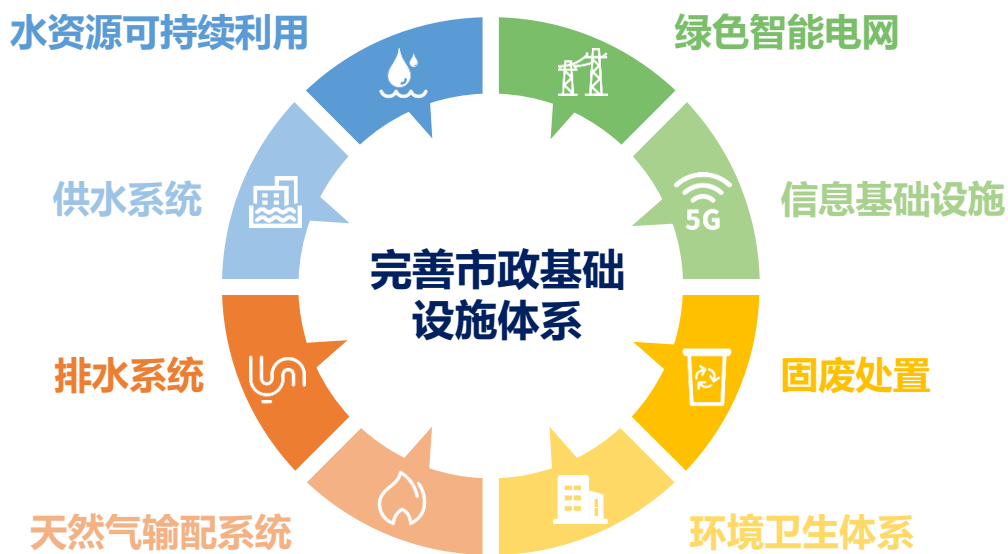 水资源可持续利用
绿色智能电网
供水系统
5G
信息基础设施
完善市政基础
设施体系
排水系统
固废处置
天然气输配系统
环境卫生体系